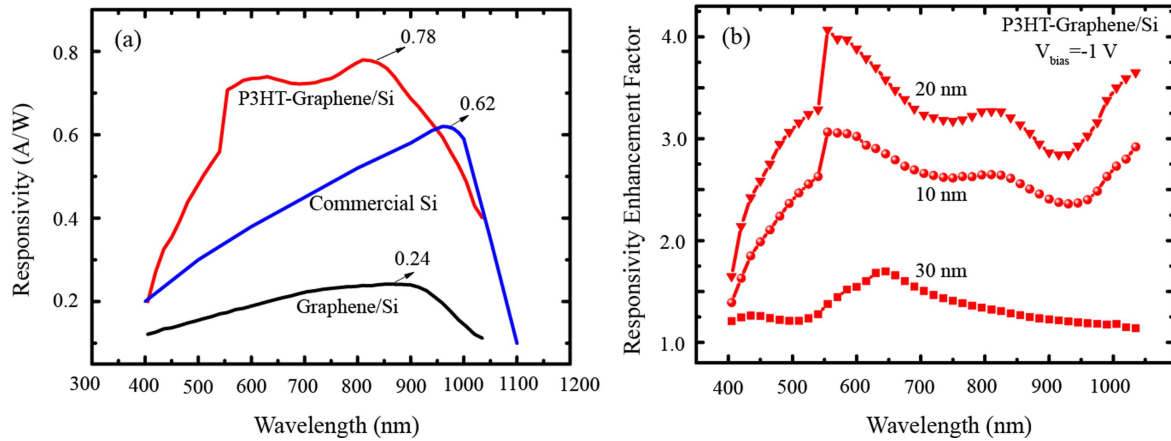 (a)
0.78
P3HT-Graphene/Si
0.62
Commercial Si
0.24
Graphene/Si
Responsivity (A/W)
0.8
0.6
0.4
0.2
300 400 500 600 700 800 900 1000 1100 1200
Wavelength (nm)
(b)
P3HT-Graphene/Si
Vbias=-1 V
20 nm
10 nm
30 nm
Responsivity Enhancement Factor
4.0
3.0
2.0
1.0
400 500 600 700 800 900 1000
Wavelength (nm)